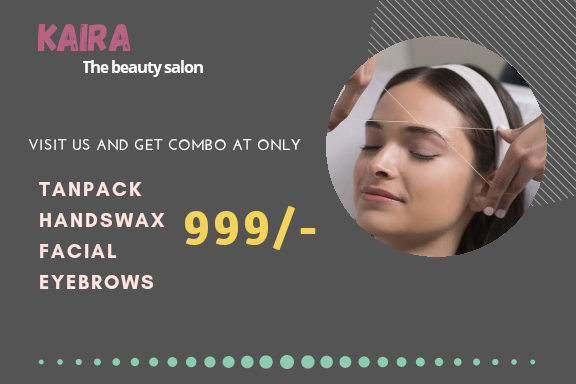 KAIRA
The beauty salon
VISIT US AND GET COMBO AT ONLY
TANPACK
HANDSWAX
FACIAL
EYEBROWS
999/-